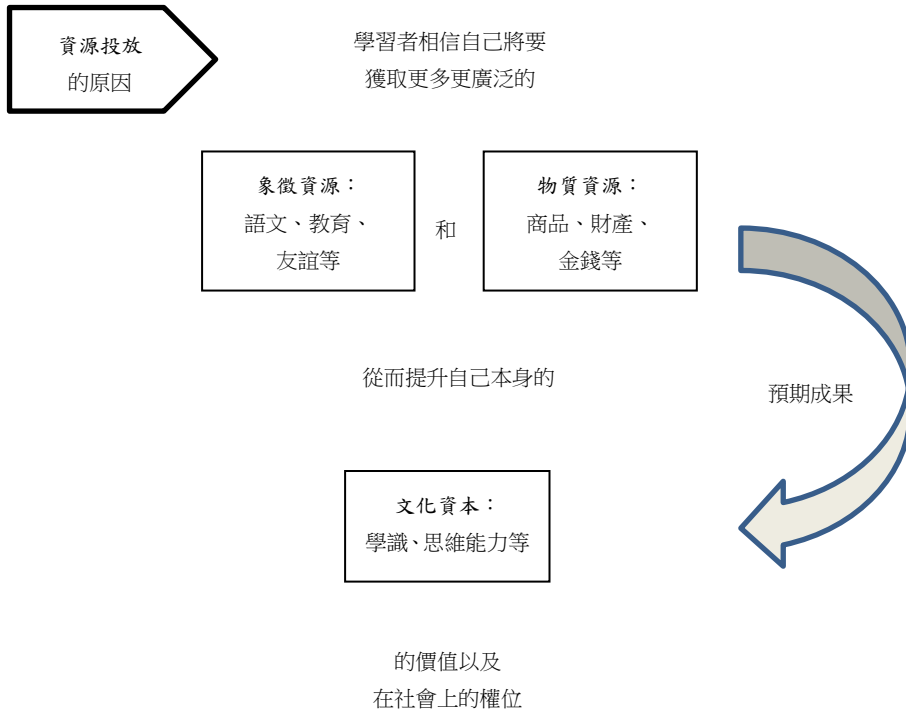 資源投放
的原因
學習者相信自己將要
獲取更多更廣泛的
象徵資源：
語文、教育、
友誼等
和
物質資源：
商品、財產、
金錢等
從而提升自己本身的
預期成果
文化資本：
學識、思維能力等
的價值以及
在社會上的權位